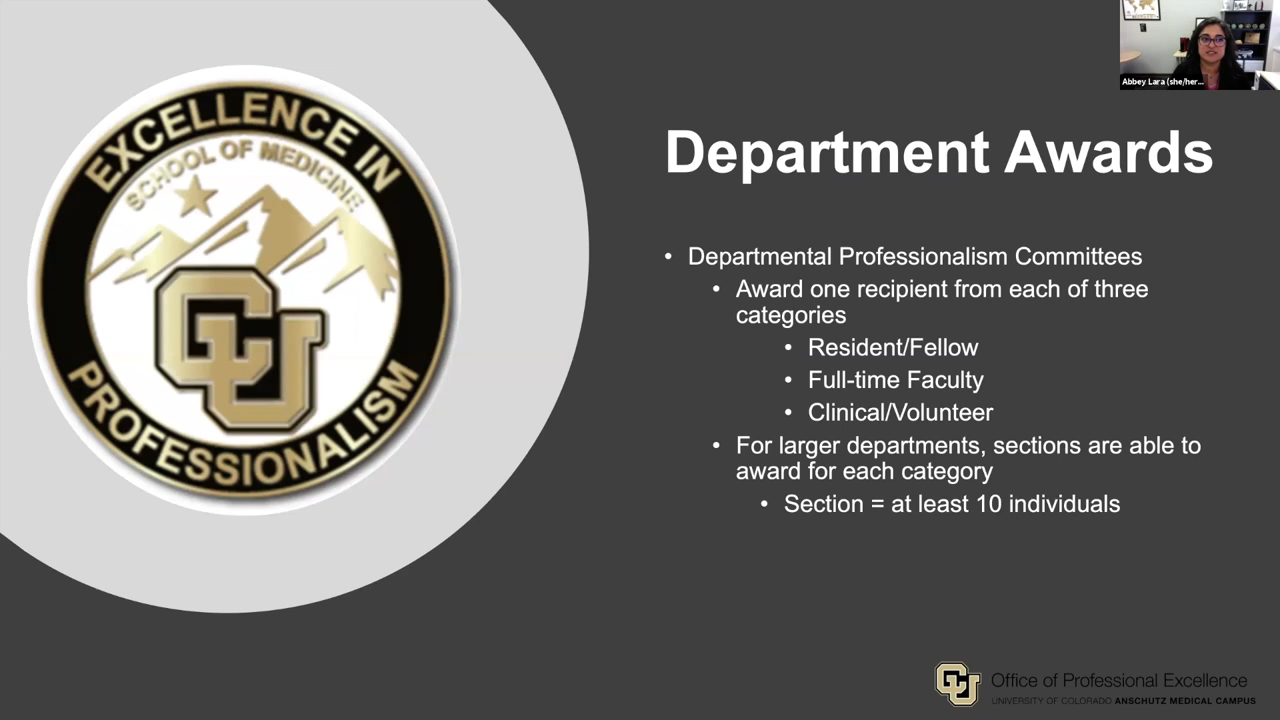 Abbey Lara (she/her...
EXCELLENCE IN
SCHOOL OF MEDICINE
CU
PROFESSIONALISM
Department Awards
• Departmental Professionalism Committees
• Award one recipient from each of three
categories
• Resident/Fellow
• Full-time Faculty
• Clinical/Volunteer
• For larger departments, sections are able to
award for each category
• Section = at least 10 individuals
CU
Office of Professional Excellence
UNIVERSITY OF COLORADO ANSCHUTZ MEDICAL CAMPUS